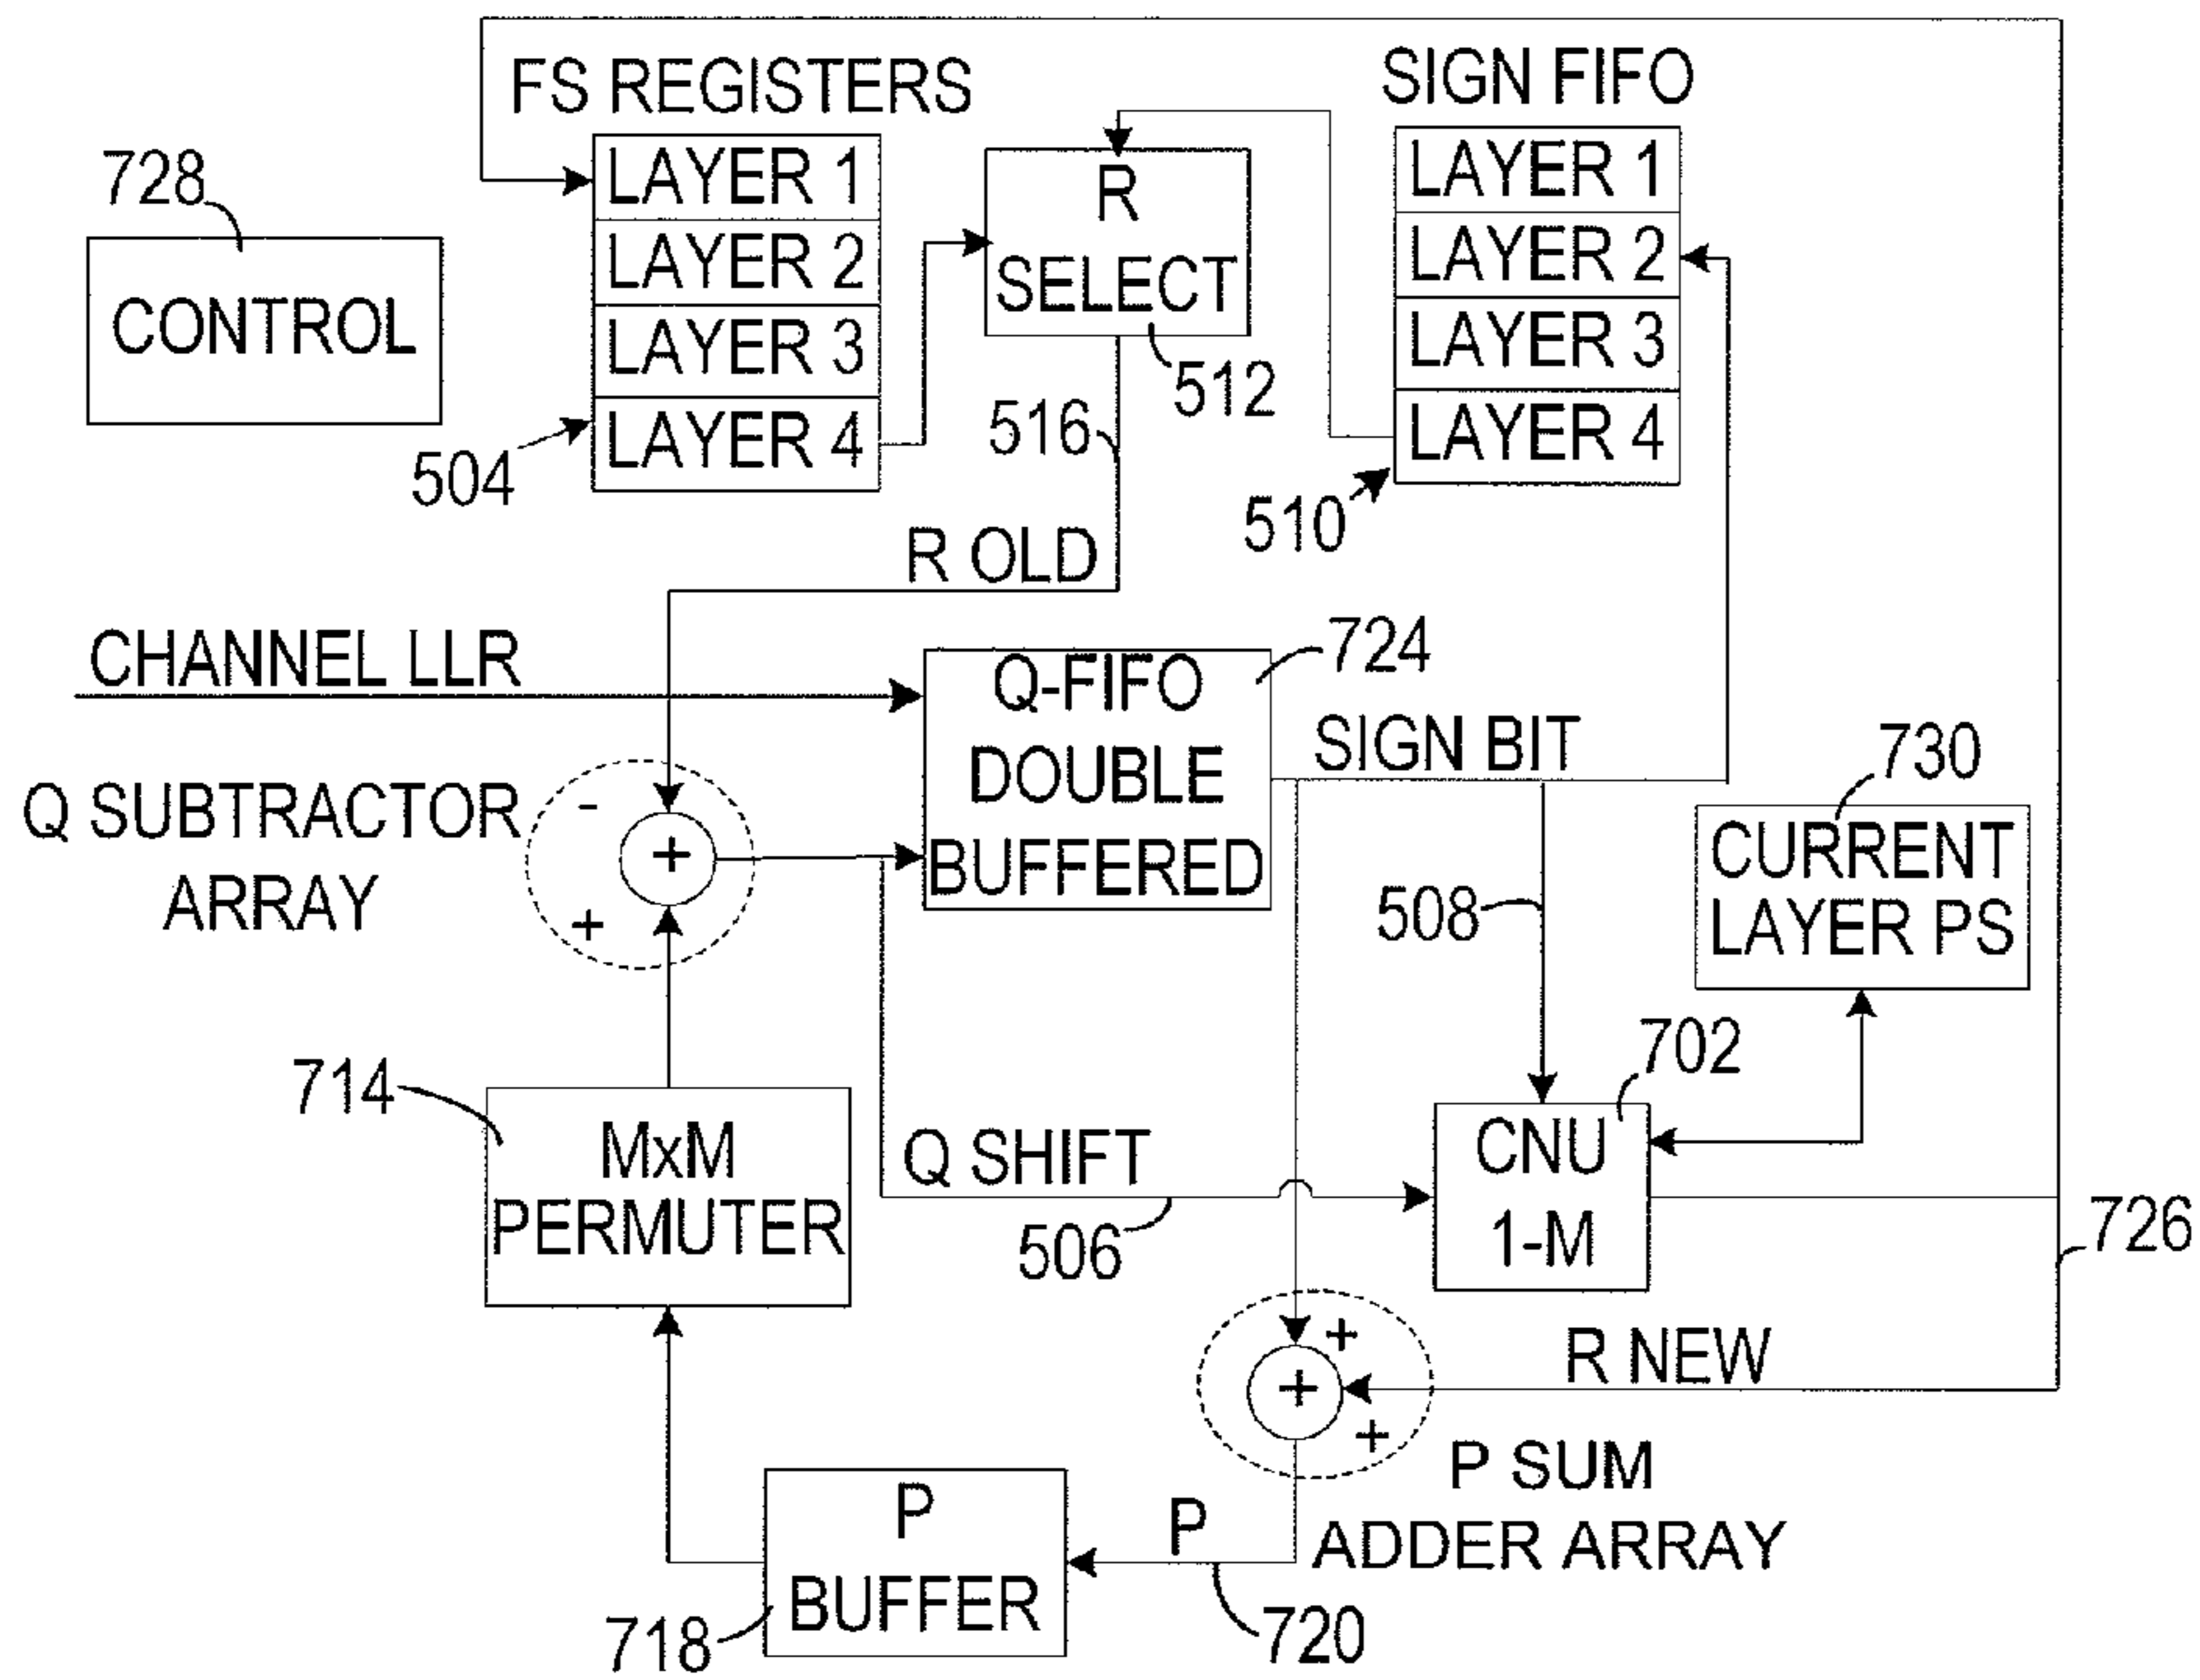 FS REGISTERS
SIGN FIFO
728
CONTROL
LAYER 1
LAYER 2
LAYER 3
LAYER 4
504
R
SELECT
512
516
LAYER 1
LAYER 2
LAYER 3
LAYER 4
510
R OLD
CHANNEL LLR
724
Q-FIFO
DOUBLE
BUFFERED
SIGN BIT
Q SUBTRACTOR
ARRAY
-
+
+
730
CURRENT
LAYER PS
508
702
714
MxM
PERMUTER
Q SHIFT
506
CNU
1-M
726
+
+
+
R NEW
P SUM
ADDER ARRAY
P
BUFFER
718
P
720